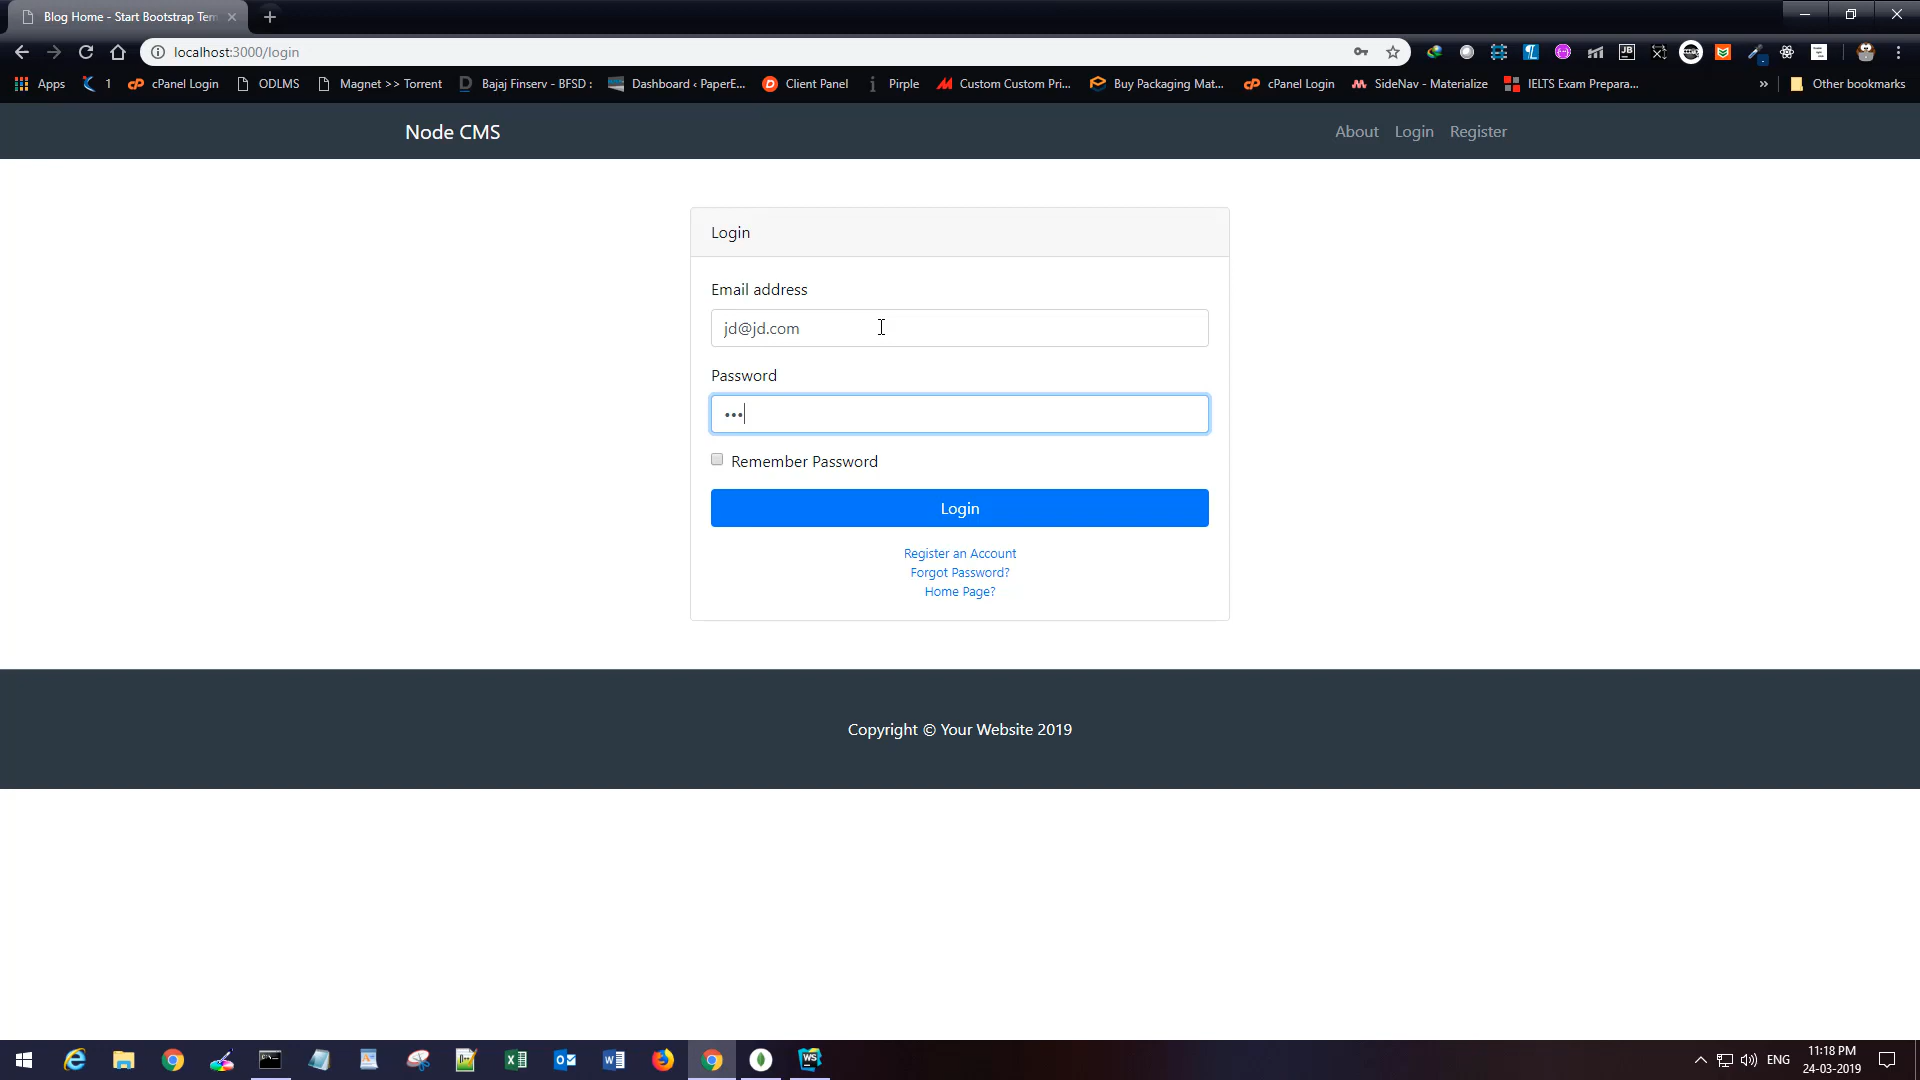 Blog Home - Start Bootstrap Tem
localhost:3000/login
Apps
1
cPanel Login
ODLMS
Magnet >> Torrent
Bajaj Finserv - BFSD :
Dashboard ‹ PaperE...
Client Panel
Pirple
Custom Custom Pri...
Buy Packaging Mat...
cPanel Login
SideNav - Materialize
IELTS Exam Prepara...
»
Other bookmarks
Node CMS
About
Login
Register
Login
Email address
jd@jd.com
Password
•••
Remember Password
Login
Register an Account
Forgot Password?
Home Page?
Copyright © Your Website 2019
ENG
11:18 PM
24-03-2019